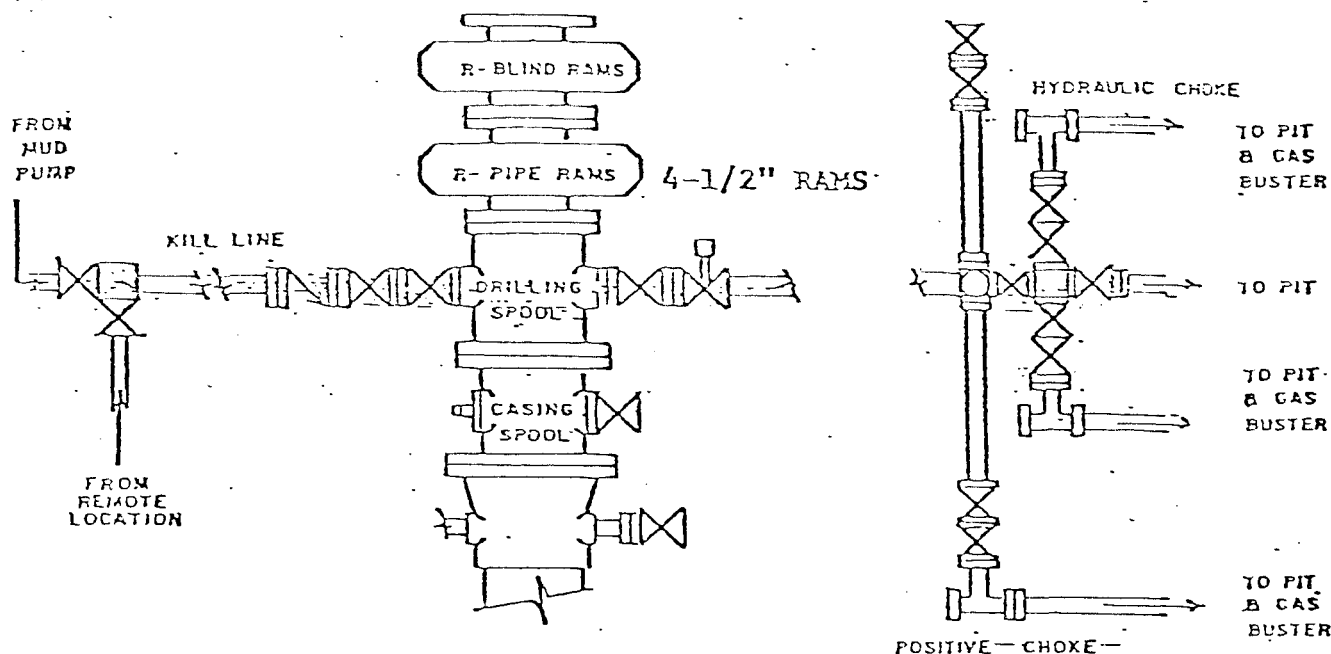 R- BLIND RAMS
HYDRAULIC CHOKE
FROM
MUD
PUMP
TO PIT
& GAS
BUSTER
R- PIPE RAMS
4-1/2" RAMS
KILL LINE
DRILLING
SPOOL
TO PIT
TO PIT
& GAS
BUSTER
CASING
SPOOL
FROM
REMOTE
LOCATION
TO PIT
& GAS
BUSTER
POSITIVE — CHOKE —